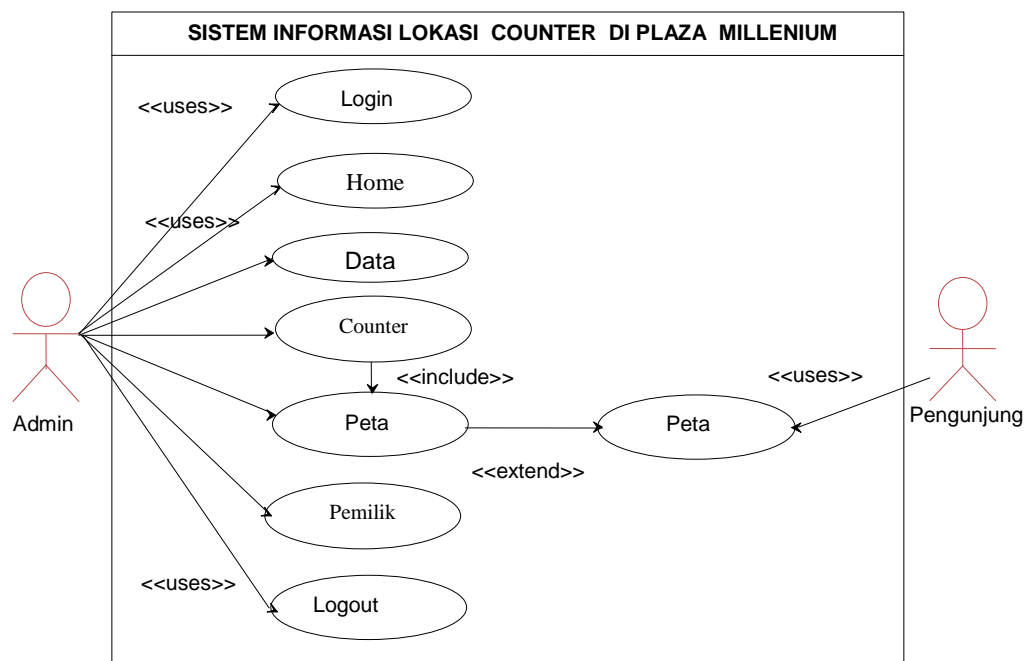 SISTEM INFORMASI LOKASI COUNTER DI PLAZA MILLENIUM
<<uses>>
Login
Home
<<uses>>
Data
Counter
<<include>>
<<uses>>
Admin
Peta
Peta
Pengunjung
<<extend>>
Pemilik
<<uses>>
Logout